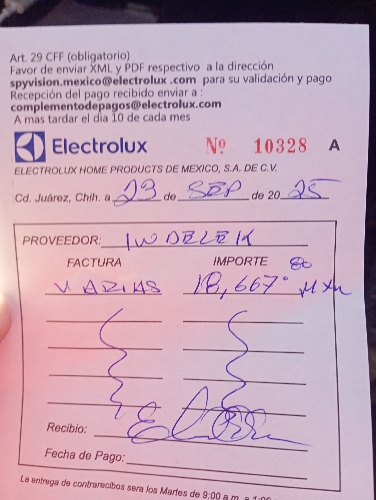 Art. 29 CFF (obligatorio)
Favor de enviar XML y PDF respectivo a la dirección
spyvision.mexico@electrolux .com para su validación y pago
Recepción del pago recibido enviar a :
complementodepagos@electrolux.com
A mas tardar el dia 10 de cada mes
Electrolux Nº 10328 A
ELECTROLUX HOME PRODUCTS DE MEXICO, S.A. DE C.V.
Cd. Juárez, Chih. a 23 de SEP de 20 25
PROVEEDOR: INDELEK
FACTURA IMPORTE
VARIAS 18,667. 80 MXN
Recibio:
Fecha de Pago:
La entrega de contrarecibos sera los Martes de 9:00 a.m. a 1:00